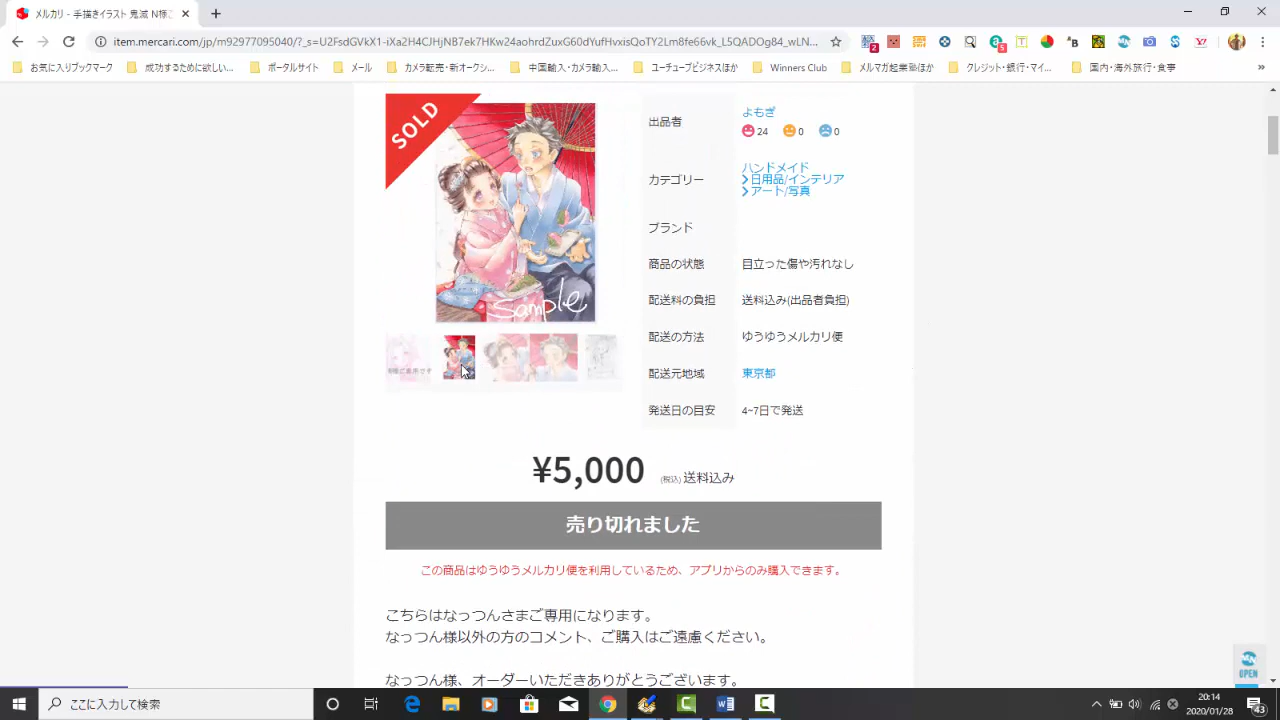 メルカリ - 手描きイラスト 鬼滅 N様ご
item.mercari.com/jp/m92977095040/?_s=U2FsdGVkX1-iXa2H4CJHjNB7ek7HKw24aohrdZuxG60dYufHvxisQoTY2Lm8fe66vk_L5QADOg84_wLN...
お気に入りブックマーク
成功するために欲しい...
ポータルサイト
メール
カメラ転売・新オークシ...
中国輸入・カメラ輸入...
ユーチューブビジネスほか
Winners Club
メルマガ起業塾ほか
クレジット・銀行・マイ...
国内・海外旅行・食事
SOLD
Sample
出品者
よもぎ
24 0 0
カテゴリー
ハンドメイド
日用品/インテリア
アート/写真
ブランド
商品の状態
目立った傷や汚れなし
配送料の負担
送料込み(出品者負担)
配送の方法
ゆうゆうメルカリ便
配送元地域
東京都
発送日の目安
4~7日で発送
¥5,000 (税込) 送料込み
売り切れました
この商品はゆうゆうメルカリ便を利用しているため、アプリからのみ購入できます。
こちらはなっつんさまご専用になります。
なっつん様以外の方のコメント、ご購入はご遠慮ください。
なっつん様、オーダーいただきありがとうございます。
OPEN
ここに入力して検索
20:14
2020/01/28
43